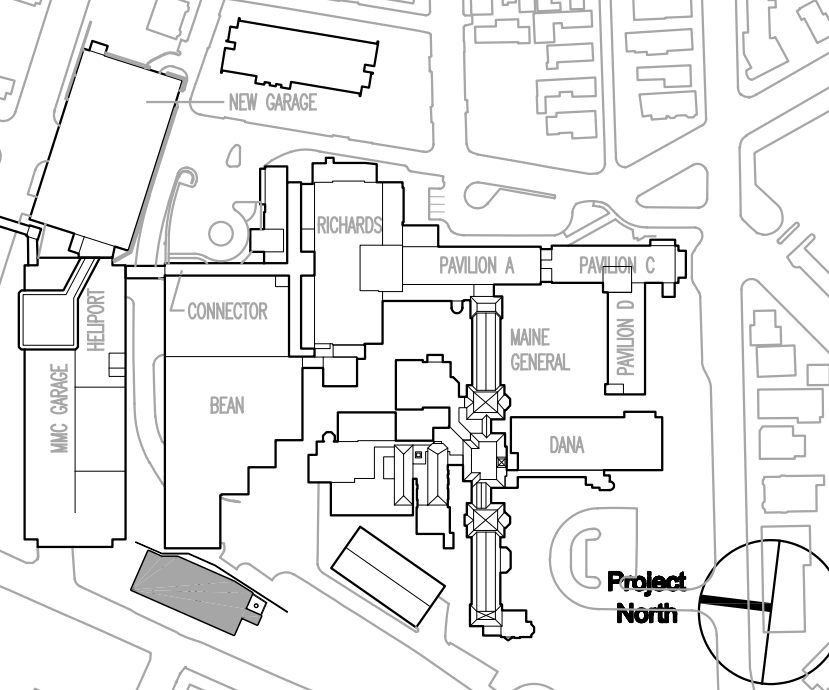 NEW GARAGE
RICHARDS
PAVILION A
PAVILION C
HELIPORT
CONNECTOR
PAVILION D
MAINE
GENERAL
MMC GARAGE
BEAN
DANA
Project
North